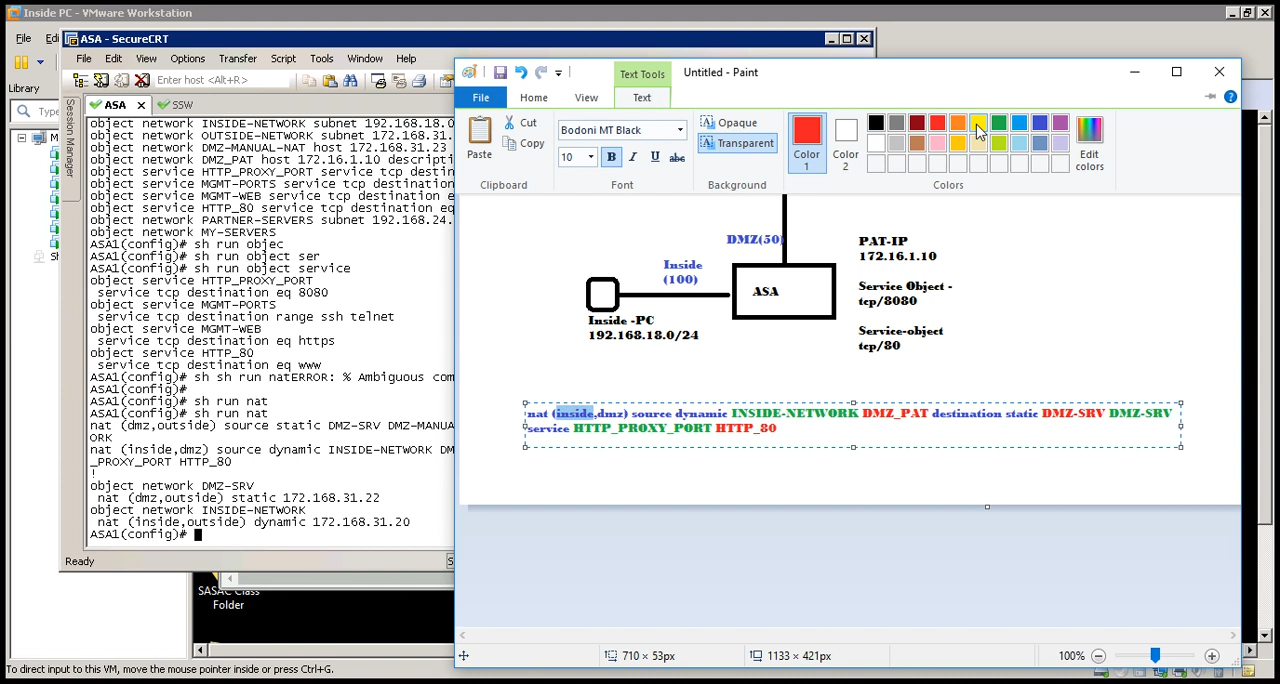 Inside PC - VMware Workstation
File
Edi
Library
Type
ASA - SecureCRT
File Edit View Options Transfer Script Tools Window Help
Enter host <Alt+R>
Session Manager
ASA
SSW
object network INSIDE-NETWORK subnet 192.168.18.0
object network OUTSIDE-NETWORK subnet 172.168.31.
object network DMZ-MANUAL-NAT host 172.168.31.23
object network DMZ_PAT host 172.16.1.10 descripti
object service HTTP_PROXY_PORT service tcp destin
object service MGMT-PORTS service tcp destination
object service MGMT-WEB service tcp destination e
object service HTTP_80 service tcp destination eq
object network PARTNER-SERVERS subnet 192.168.24.
object network MY-SERVERS
ASA1(config)# sh run objec
ASA1(config)# sh run object ser
ASA1(config)# sh run object service
object service HTTP_PROXY_PORT
service tcp destination eq 8080
object service MGMT-PORTS
service tcp destination range ssh telnet
object service MGMT-WEB
service tcp destination eq https
object service HTTP_80
service tcp destination eq www
ASA1(config)# sh sh run natERROR: % Ambiguous com
ASA1(config)#
ASA1(config)# sh run nat
ASA1(config)# sh run nat
nat (dmz,outside) source static DMZ-SRV DMZ-MANUA
ORK
nat (inside,dmz) source dynamic INSIDE-NETWORK DM
_PROXY_PORT HTTP_80
!
object network DMZ-SRV
nat (dmz,outside) static 172.168.31.22
object network INSIDE-NETWORK
nat (inside,outside) dynamic 172.168.31.20
ASA1(config)#
Ready
SASAC Class
Folder
To direct input to this VM, move the mouse pointer inside or press Ctrl+G.
Text Tools
Untitled - Paint
File Home View Text
Paste
Cut
Copy
Clipboard
Bodoni MT Black
10
B I U abc
Font
Opaque
Transparent
Background
Color
1
Color
2
Edit
colors
Colors
DMZ(50)
Inside
(100)
ASA
Inside -PC
192.168.18.0/24
PAT-IP
172.16.1.10
Service Object -
tcp/8080
Service-object
tcp/80
nat (inside,dmz) source dynamic INSIDE-NETWORK DMZ_PAT destination static DMZ-SRV DMZ-SRV
service HTTP_PROXY_PORT HTTP_80
710 × 53px
1133 × 421px
100%